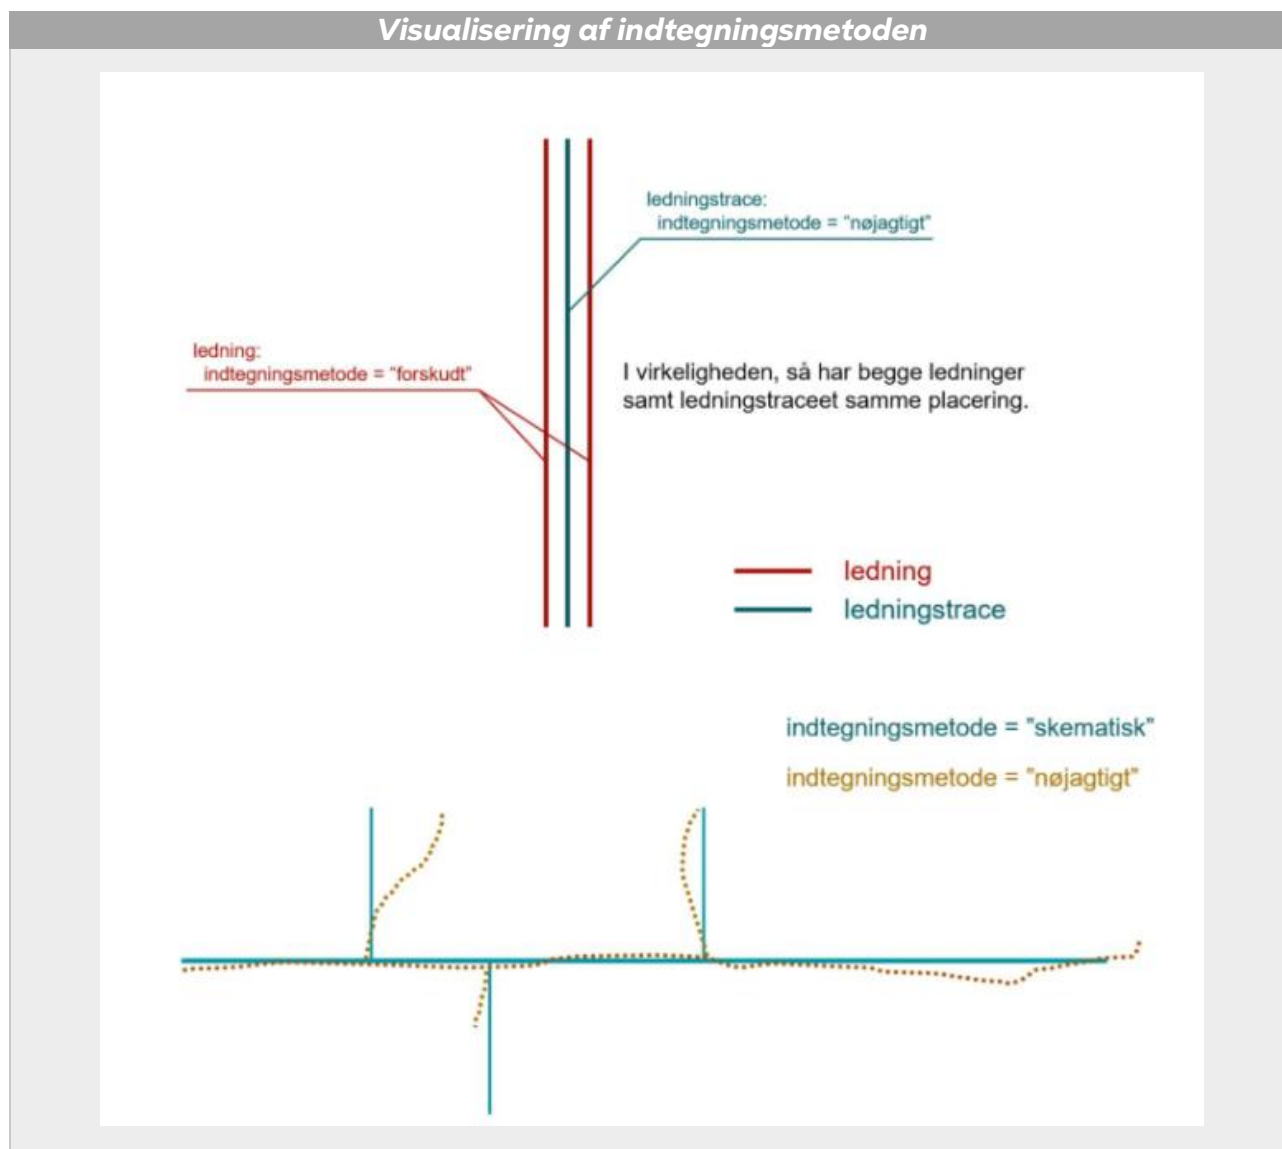 Visualisering af indtegningsmetoden
ledningstrace:
indtegningsmetode = "nøjagtigt"
ledning:
indtegningsmetode = "forskudt"
I virkeligheden, så har begge ledninger
samt ledningstraceet samme placering.
ledning
ledningstrace
indtegningsmetode = "skematisk"
indtegningsmetode = "nøjagtigt"